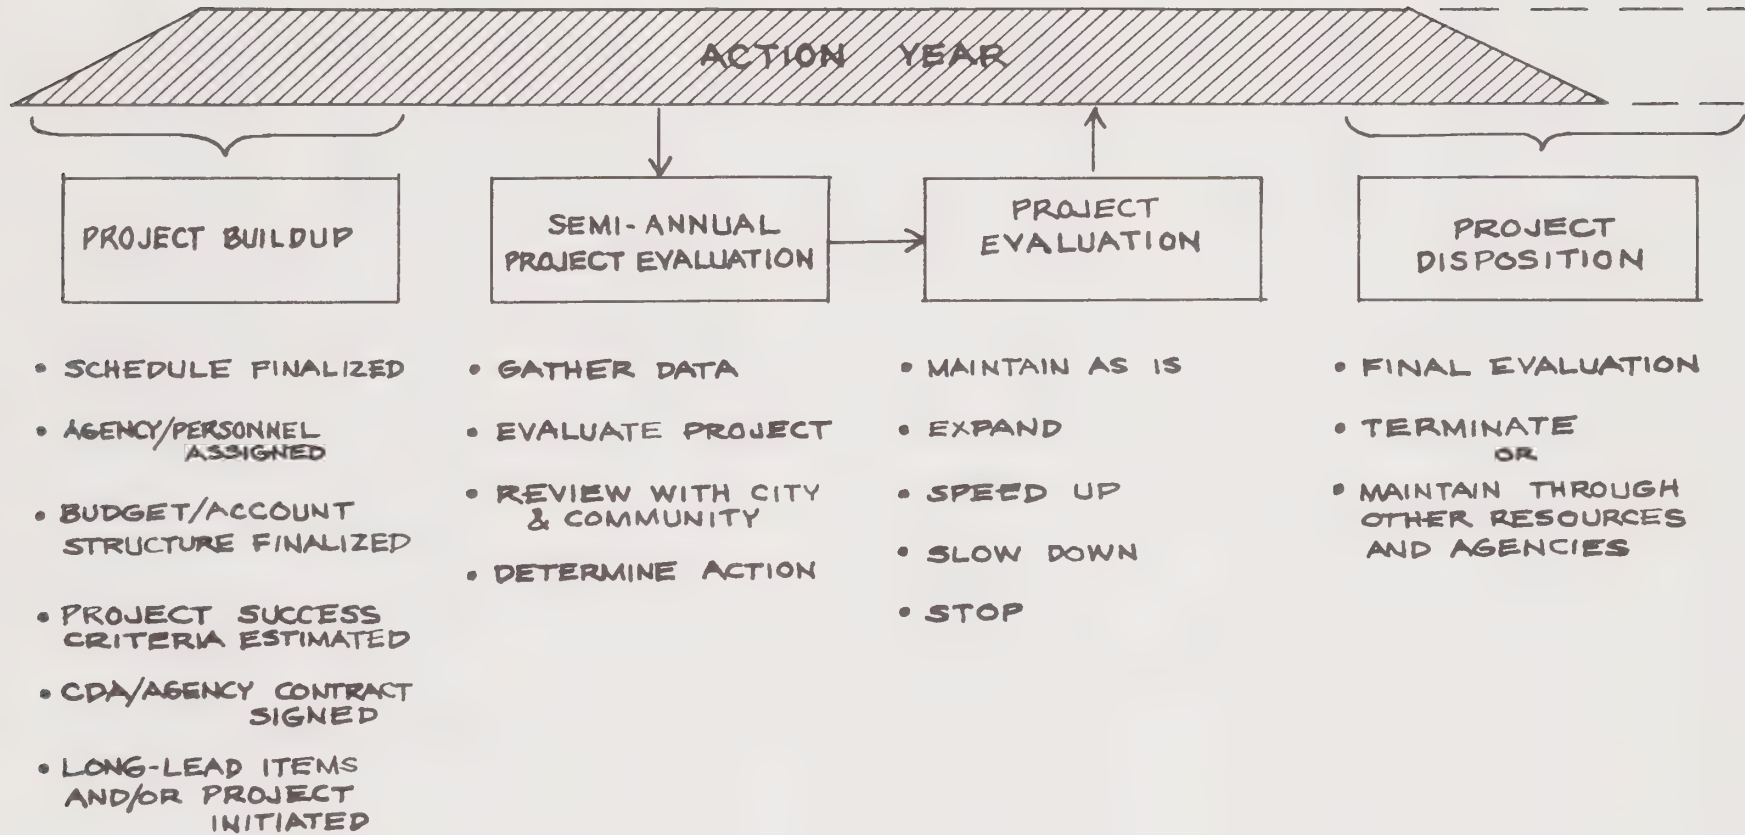 ACTION YEAR
PROJECT BUILDUP
• SCHEDULE FINALIZED
• AGENCY/PERSONNEL
ASSIGNED
• BUDGET/ACCOUNT
STRUCTURE FINALIZED
• PROJECT SUCCESS
CRITERIA ESTIMATED
• CDA/AGENCY CONTRACT
SIGNED
• LONG-LEAD ITEMS
AND/OR PROJECT
INITIATED
SEMI-ANNUAL
PROJECT EVALUATION
• GATHER DATA
• EVALUATE PROJECT
• REVIEW WITH CITY
& COMMUNITY
• DETERMINE ACTION
PROJECT
EVALUATION
• MAINTAIN AS IS
• EXPAND
• SPEED UP
• SLOW DOWN
• STOP
PROJECT
DISPOSITION
• FINAL EVALUATION
• TERMINATE
OR
• MAINTAIN THROUGH
OTHER RESOURCES
AND AGENCIES